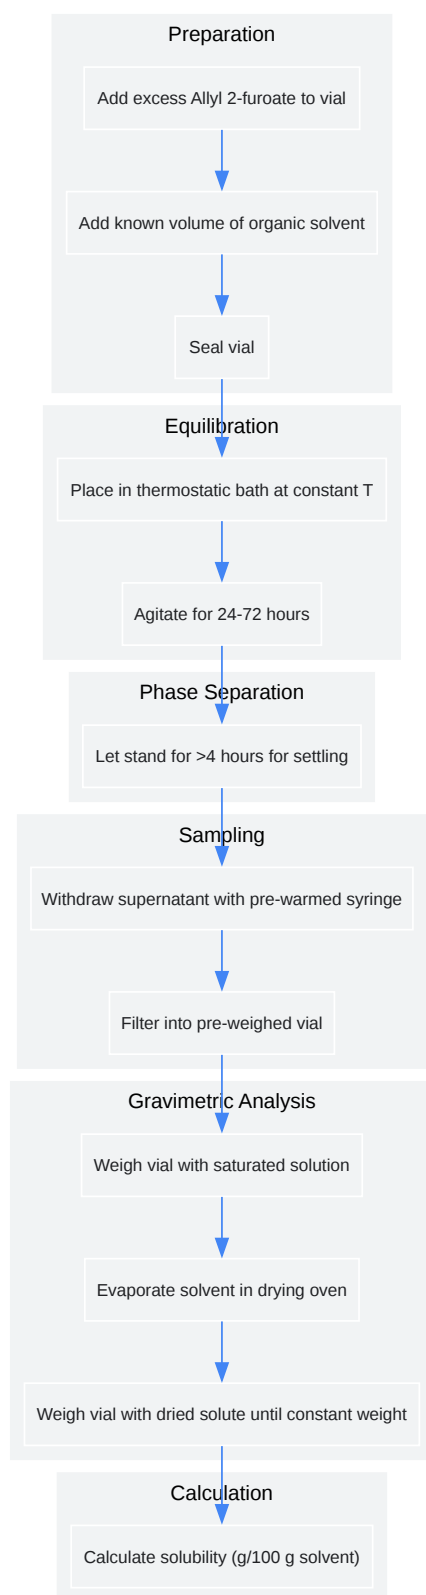 Preparation
Add excess Allyl 2-furoate to vial
Add known volume of organic solvent
Seal vial
Equilibration
Place in thermostatic bath at constant T
Agitate for 24-72 hours
Phase Separation
Let stand for >4 hours for settling
Sampling
Withdraw supernatant with pre-warmed syringe
Filter into pre-weighed vial
Gravimetric Analysis
Weigh vial with saturated solution
Evaporate solvent in drying oven
Weigh vial with dried solute until constant weight
Calculation
Calculate solubility (g/100 g solvent)